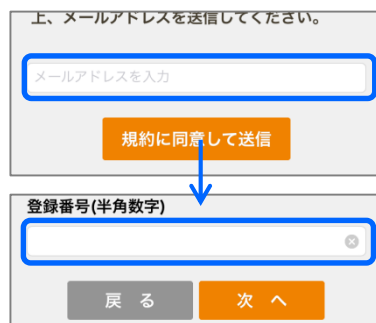 上、メールアドレスを送信してください。
メールアドレスを入力
規約に同意して送信
登録番号(半角数字)
戻 る
次 へ